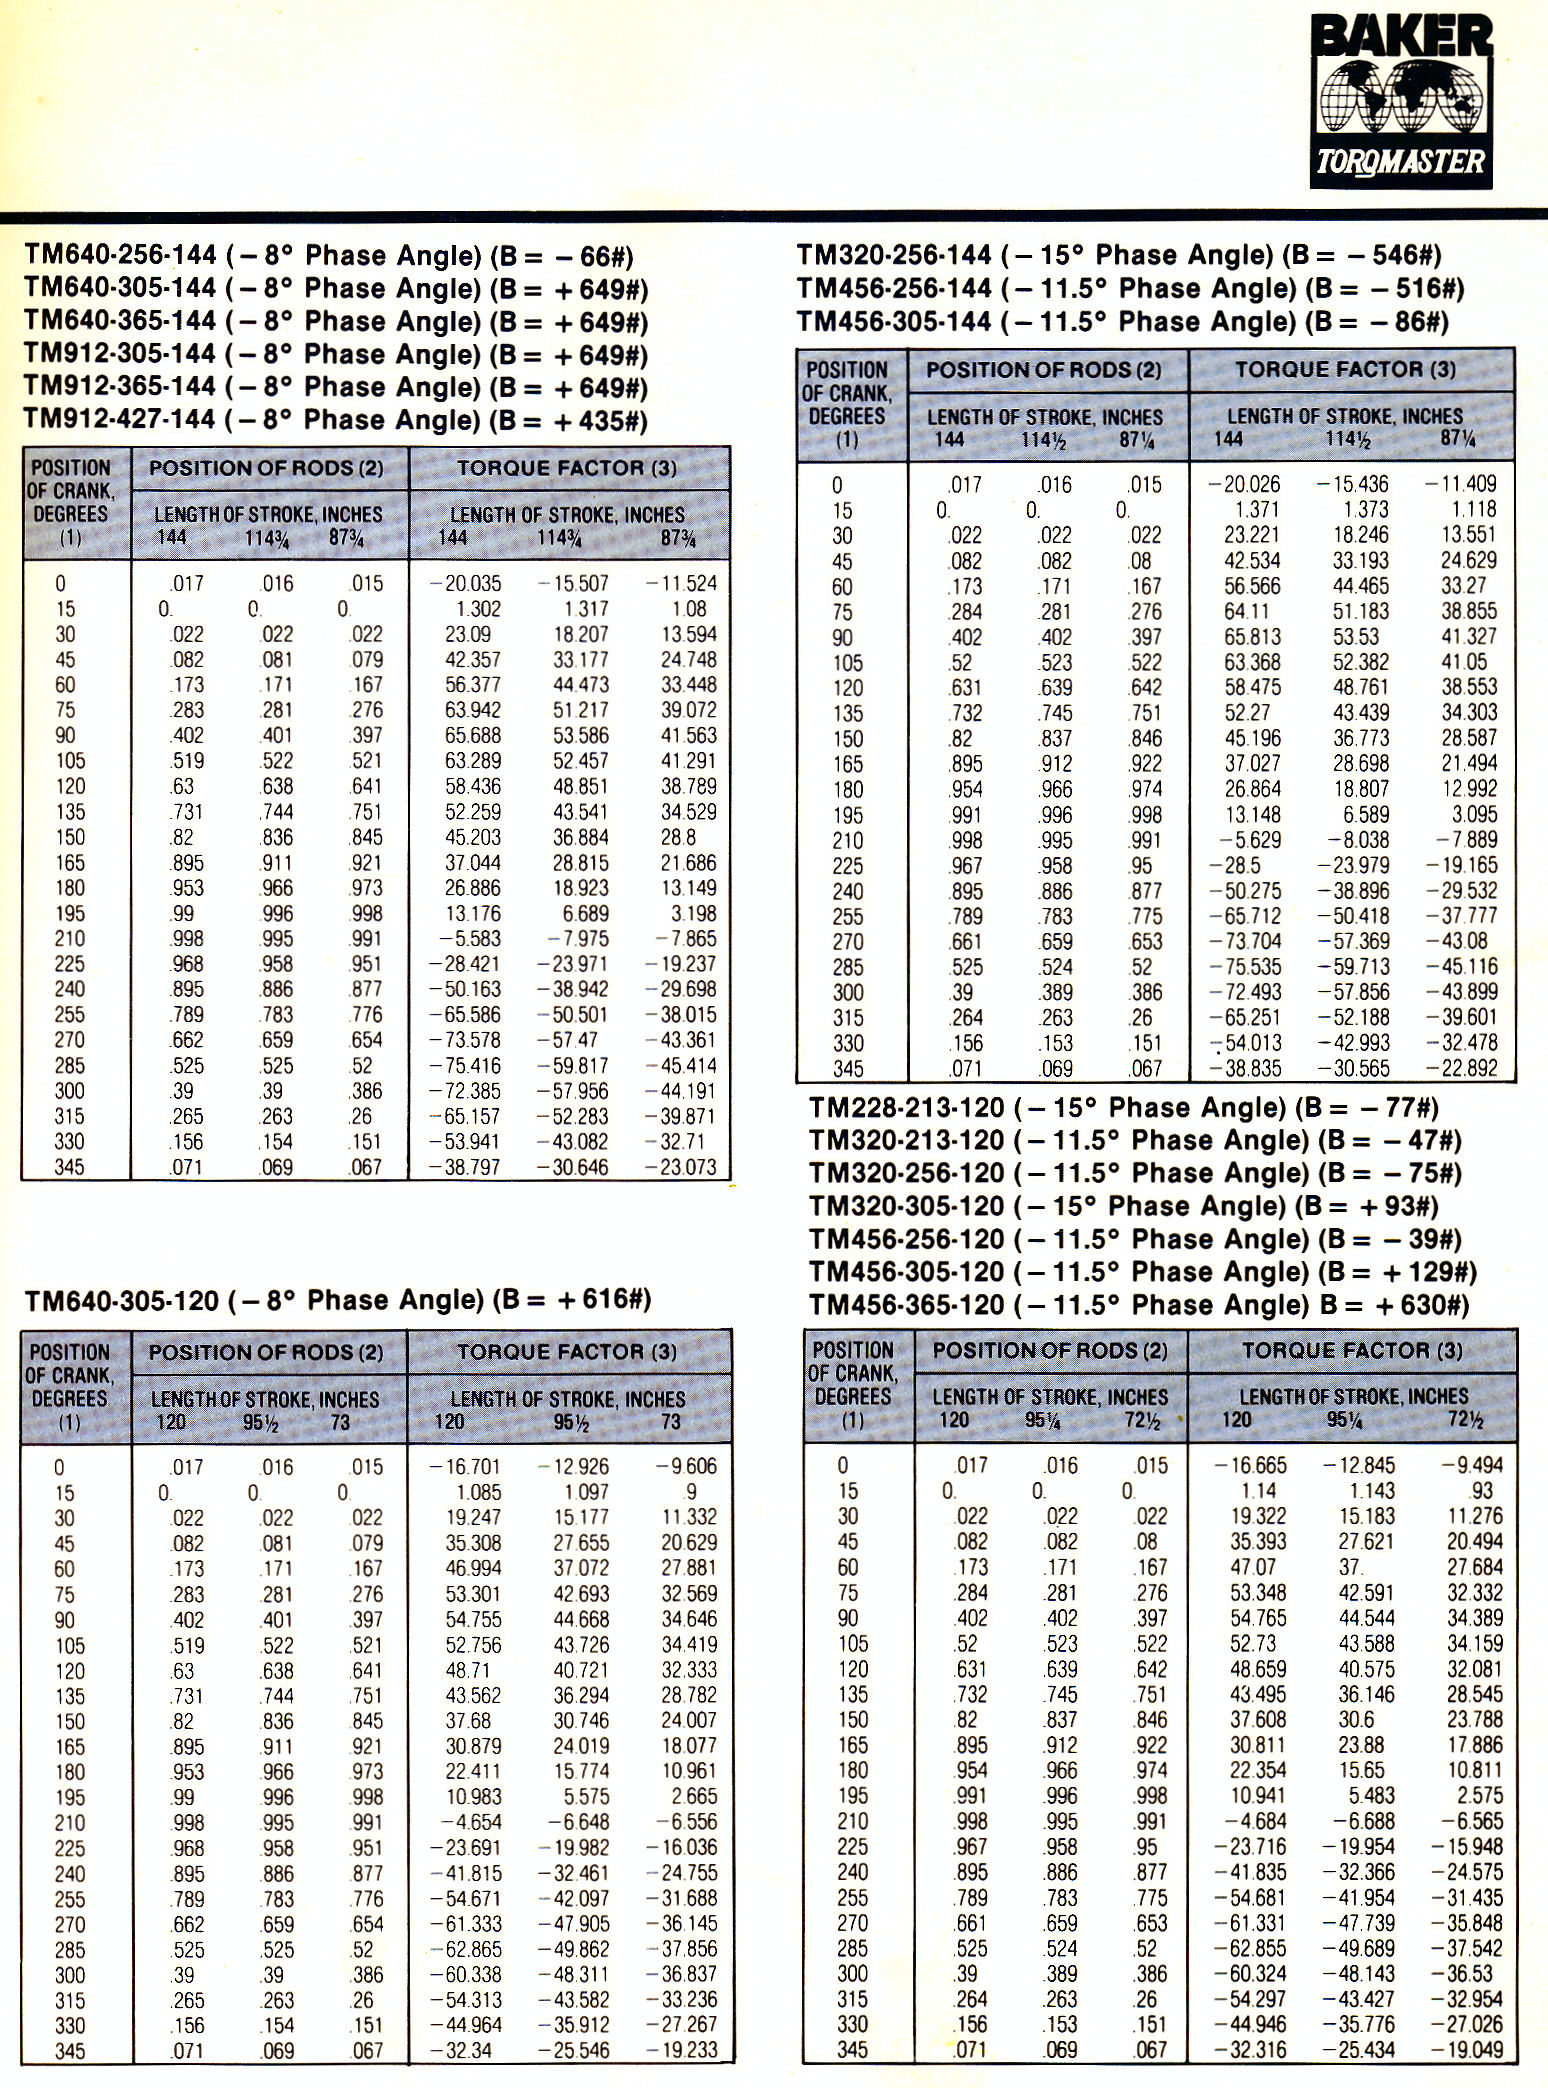 BAKER
TORQMASTER
TM640-256-144 (– 8° Phase Angle) (B = – 66#)
TM640-305-144 (– 8° Phase Angle) (B = + 649#)
TM640-365-144 (– 8° Phase Angle) (B = + 649#)
TM912-305-144 (– 8° Phase Angle) (B = + 649#)
TM912-365-144 (– 8° Phase Angle) (B = + 649#)
TM912-427-144 (– 8° Phase Angle) (B = + 435#)
POSITION OF CRANK, DEGREES (1) POSITION OF RODS (2) TORQUE FACTOR (3)
LENGTH OF STROKE, INCHES LENGTH OF STROKE, INCHES
144 114¾ 87¾ 144 114¾ 87¾
0 .017 .016 .015 –20.035 –15.507 –11.524
15 0. 0. 0. 1.302 1.317 1.08
30 .022 .022 .022 23.09 18.207 13.594
45 .082 .081 .079 42.357 33.177 24.748
60 .173 .171 .167 56.377 44.473 33.448
75 .283 .281 .276 63.942 51.217 39.072
90 .402 .401 .397 65.688 53.586 41.563
105 .519 .522 .521 63.289 52.457 41.291
120 .63 .638 .641 58.436 48.851 38.789
135 .731 .744 .751 52.259 43.541 34.529
150 .82 .836 .845 45.203 36.884 28.8
165 .895 .911 .921 37.044 28.815 21.686
180 .953 .966 .973 26.886 18.923 13.149
195 .99 .996 .998 13.176 6.689 3.198
210 .998 .995 .991 –5.583 –7.975 –7.865
225 .968 .958 .951 –28.421 –23.971 –19.237
240 .895 .886 .877 –50.163 –38.942 –29.698
255 .789 .783 .776 –65.586 –50.501 –38.015
270 .662 .659 .654 –73.578 –57.47 –43.361
285 .525 .525 .52 –75.416 –59.817 –45.414
300 .39 .39 .386 –72.385 –57.956 –44.191
315 .265 .263 .26 –65.157 –52.283 –39.871
330 .156 .154 .151 –53.941 –43.082 –32.71
345 .071 .069 .067 –38.797 –30.646 –23.073
TM640-305-120 (– 8° Phase Angle) (B = + 616#)
POSITION OF CRANK, DEGREES (1) POSITION OF RODS (2) TORQUE FACTOR (3)
LENGTH OF STROKE, INCHES LENGTH OF STROKE, INCHES
120 95½ 73 120 95½ 73
0 .017 .016 .015 –16.701 –12.926 –9.606
15 0. 0. 0. 1.085 1.097 .9
30 .022 .022 .022 19.247 15.177 11.332
45 .082 .081 .079 35.308 27.655 20.629
60 .173 .171 .167 46.994 37.072 27.881
75 .283 .281 .276 53.301 42.693 32.569
90 .402 .401 .397 54.755 44.668 34.646
105 .519 .522 .521 52.756 43.726 34.419
120 .63 .638 .641 48.71 40.721 32.333
135 .731 .744 .751 43.562 36.294 28.782
150 .82 .836 .845 37.68 30.746 24.007
165 .895 .911 .921 30.879 24.019 18.077
180 .953 .966 .973 22.411 15.774 10.961
195 .99 .996 .998 10.983 5.575 2.665
210 .998 .995 .991 –4.654 –6.648 –6.556
225 .968 .958 .951 –23.691 –19.982 –16.036
240 .895 .886 .877 –41.815 –32.461 –24.755
255 .789 .783 .776 –54.671 –42.097 –31.688
270 .662 .659 .654 –61.333 –47.905 –36.145
285 .525 .525 .52 –62.865 –49.862 –37.856
300 .39 .39 .386 –60.338 –48.311 –36.837
315 .265 .263 .26 –54.313 –43.582 –33.236
330 .156 .154 .151 –44.964 –35.912 –27.267
345 .071 .069 .067 –32.34 –25.546 –19.233
TM320-256-144 (– 15° Phase Angle) (B = – 546#)
TM456-256-144 (– 11.5° Phase Angle) (B = – 516#)
TM456-305-144 (– 11.5° Phase Angle) (B = – 86#)
POSITION OF CRANK, DEGREES (1) POSITION OF RODS (2) TORQUE FACTOR (3)
LENGTH OF STROKE, INCHES LENGTH OF STROKE, INCHES
144 114½ 87¼ 144 114½ 87¼
0 .017 .016 .015 –20.026 –15.436 –11.409
15 0. 0. 0. 1.371 1.373 1.118
30 .022 .022 .022 23.221 18.246 13.551
45 .082 .082 .08 42.534 33.193 24.629
60 .173 .171 .167 56.566 44.465 33.27
75 .284 .281 .276 64.11 51.183 38.855
90 .402 .402 .397 65.813 53.53 41.327
105 .52 .523 .522 63.368 52.382 41.05
120 .631 .639 .642 58.475 48.761 38.553
135 .732 .745 .751 52.27 43.439 34.303
150 .82 .837 .846 45.196 36.773 28.587
165 .895 .912 .922 37.027 28.698 21.494
180 .954 .966 .974 26.864 18.807 12.992
195 .991 .996 .998 13.148 6.589 3.095
210 .998 .995 .991 –5.629 –8.038 –7.889
225 .967 .958 .95 –28.5 –23.979 –19.165
240 .895 .886 .877 –50.275 –38.896 –29.532
255 .789 .783 .775 –65.712 –50.418 –37.777
270 .661 .659 .653 –73.704 –57.369 –43.08
285 .525 .524 .52 –75.535 –59.713 –45.116
300 .39 .389 .386 –72.493 –57.856 –43.899
315 .264 .263 .26 –65.251 –52.188 –39.601
330 .156 .153 .151 –54.013 –42.993 –32.478
345 .071 .069 .067 –38.835 –30.565 –22.892
TM228-213-120 (– 15° Phase Angle) (B = – 77#)
TM320-213-120 (– 11.5° Phase Angle) (B = – 47#)
TM320-256-120 (– 11.5° Phase Angle) (B = – 75#)
TM320-305-120 (– 15° Phase Angle) (B = + 93#)
TM456-256-120 (– 11.5° Phase Angle) (B = – 39#)
TM456-305-120 (– 11.5° Phase Angle) (B = + 129#)
TM456-365-120 (– 11.5° Phase Angle) B = + 630#)
POSITION OF CRANK, DEGREES (1) POSITION OF RODS (2) TORQUE FACTOR (3)
LENGTH OF STROKE, INCHES LENGTH OF STROKE, INCHES
120 95¼ 72½ 120 95¼ 72½
0 .017 .016 .015 –16.665 –12.845 –9.494
15 0. 0. 0. 1.14 1.143 .93
30 .022 .022 .022 19.322 15.183 11.276
45 .082 .082 .08 35.393 27.621 20.494
60 .173 .171 .167 47.07 37. 27.684
75 .284 .281 .276 53.348 42.591 32.332
90 .402 .402 .397 54.765 44.544 34.389
105 .52 .523 .522 52.73 43.588 34.159
120 .631 .639 .642 48.659 40.575 32.081
135 .732 .745 .751 43.495 36.146 28.545
150 .82 .837 .846 37.608 30.6 23.788
165 .895 .912 .922 30.811 23.88 17.886
180 .954 .966 .974 22.354 15.65 10.811
195 .991 .996 .998 10.941 5.483 2.575
210 .998 .995 .991 –4.684 –6.688 –6.565
225 .967 .958 .95 –23.716 –19.954 –15.948
240 .895 .886 .877 –41.835 –32.366 –24.575
255 .789 .783 .775 –54.681 –41.954 –31.435
270 .661 .659 .653 –61.331 –47.739 –35.848
285 .525 .524 .52 –62.855 –49.689 –37.542
300 .39 .389 .386 –60.324 –48.143 –36.53
315 .264 .263 .26 –54.297 –43.427 –32.954
330 .156 .153 .151 –44.946 –35.776 –27.026
345 .071 .069 .067 –32.316 –25.434 –19.049